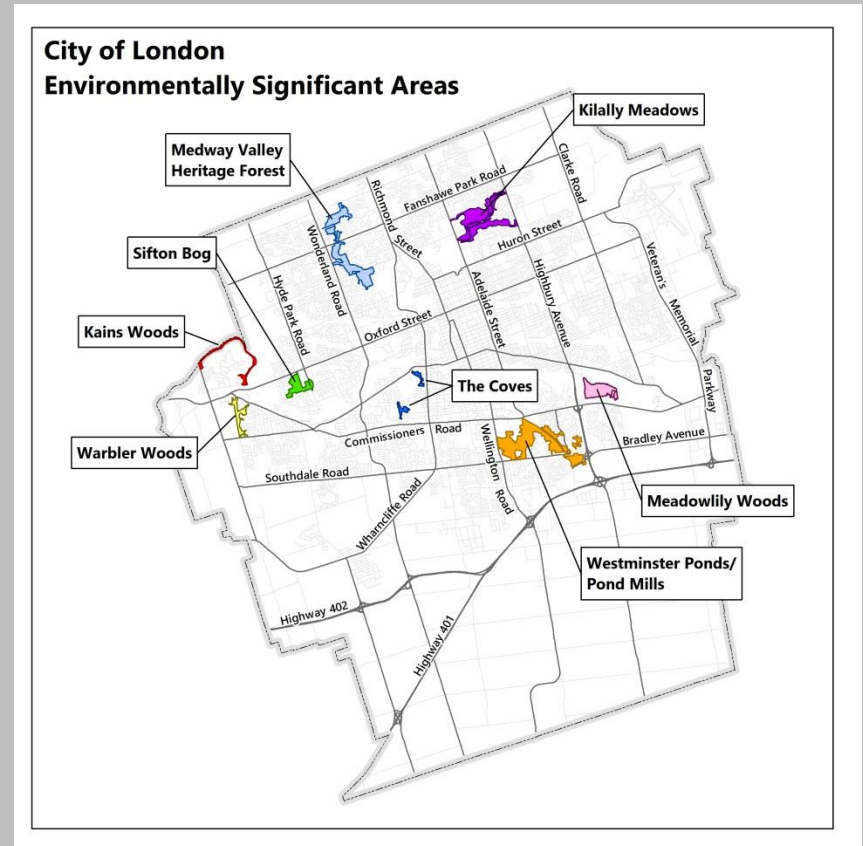 City of London
Environmentally Significant Areas
Kilally Meadows
Medway Valley
Heritage Forest
Sifton Bog
Kains Woods
Warbler Woods
The Coves
Meadowlily Woods
Westminster Ponds/
Pond Mills
Fanshawe Park Road
Richmond Street
Clarke Road
Huron Street
Wonderland Road
Hyde Park Road
Oxford Street
Adelaide Street
Highbury Avenue
Veteran's Memorial Parkway
Commissioners Road
Wellington Road
Bradley Avenue
Southdale Road
Wharncliffe Road
Highway 402
Highway 401